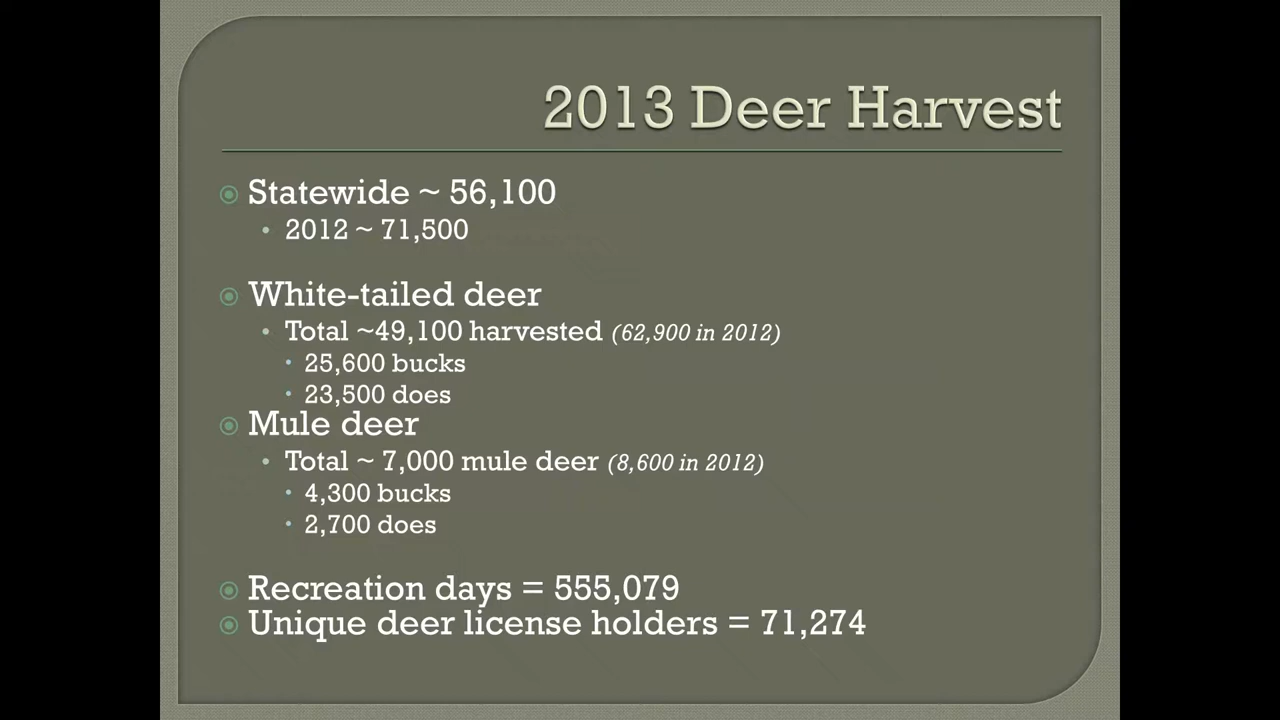 2013 Deer Harvest
Statewide ~ 56,100
2012 ~ 71,500
White-tailed deer
Total ~49,100 harvested (62,900 in 2012)
25,600 bucks
23,500 does
Mule deer
Total ~ 7,000 mule deer (8,600 in 2012)
4,300 bucks
2,700 does
Recreation days = 555,079
Unique deer license holders = 71,274